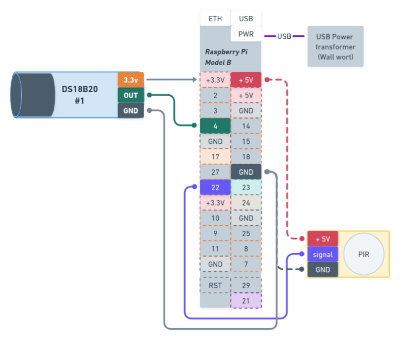 ETH USB
PWR
USB
USB Power
transformer
(Wall wort)
Raspberry Pi
Model B
DS18B20
#1
3.3v
OUT
GND
+3.3V + 5V
2 + 5V
3 GND
4 14
GND 15
17 18
27 GND
22 23
+3.3V 24
10 GND
9 25
11 8
GND 7
RST 29
21
+ 5V
signal
GND
PIR